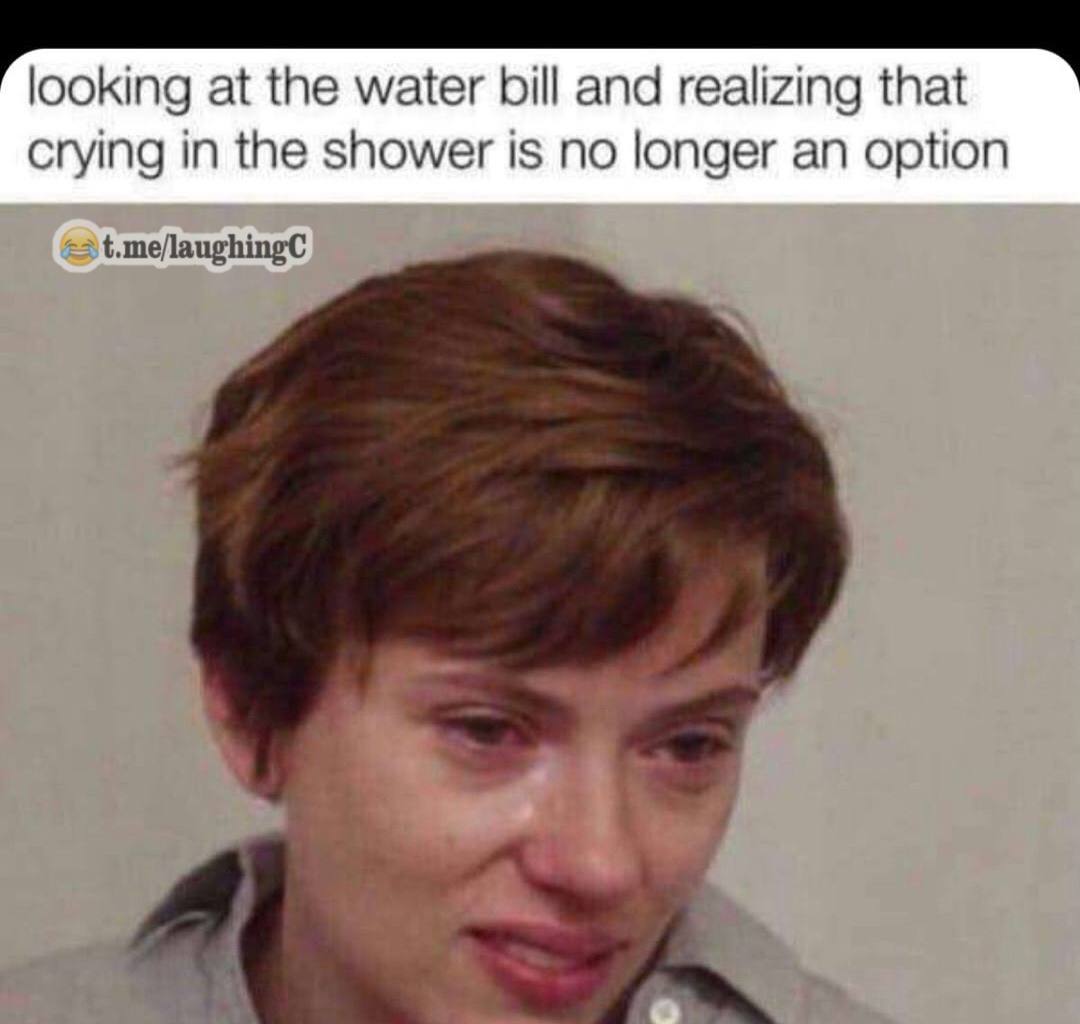 looking at the water bill and realizing that
crying in the shower is no longer an option
t.me/laughingC